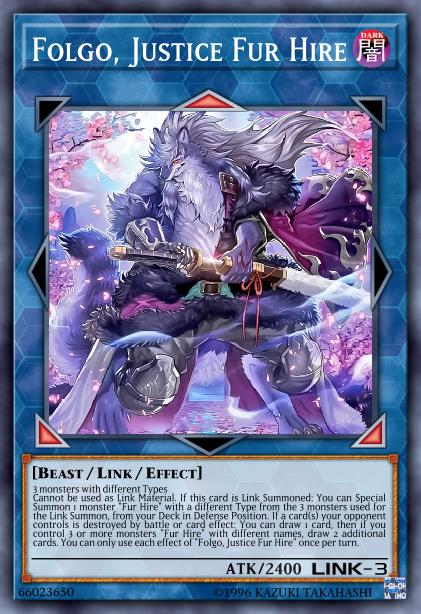 FOLGO, JUSTICE FUR HIRE
DARK
闇
[BEAST / LINK / EFFECT]
3 monsters with different Types
Cannot be used as Link Material. If this card is Link Summoned: You can Special
Summon 1 monster "Fur Hire" with a different Type from the 3 monsters used for
the Link Summon, from your Deck in Defense Position. If a card(s) your opponent
controls is destroyed by battle or card effect: You can draw 1 card, then if you
control 3 or more monsters "Fur Hire" with different names, draw 2 additional
cards. You can only use each effect of "Folgo, Justice Fur Hire" once per turn.
ATK/2400 LINK-3
66023650 ©1996 KAZUKI TAKAHASHI